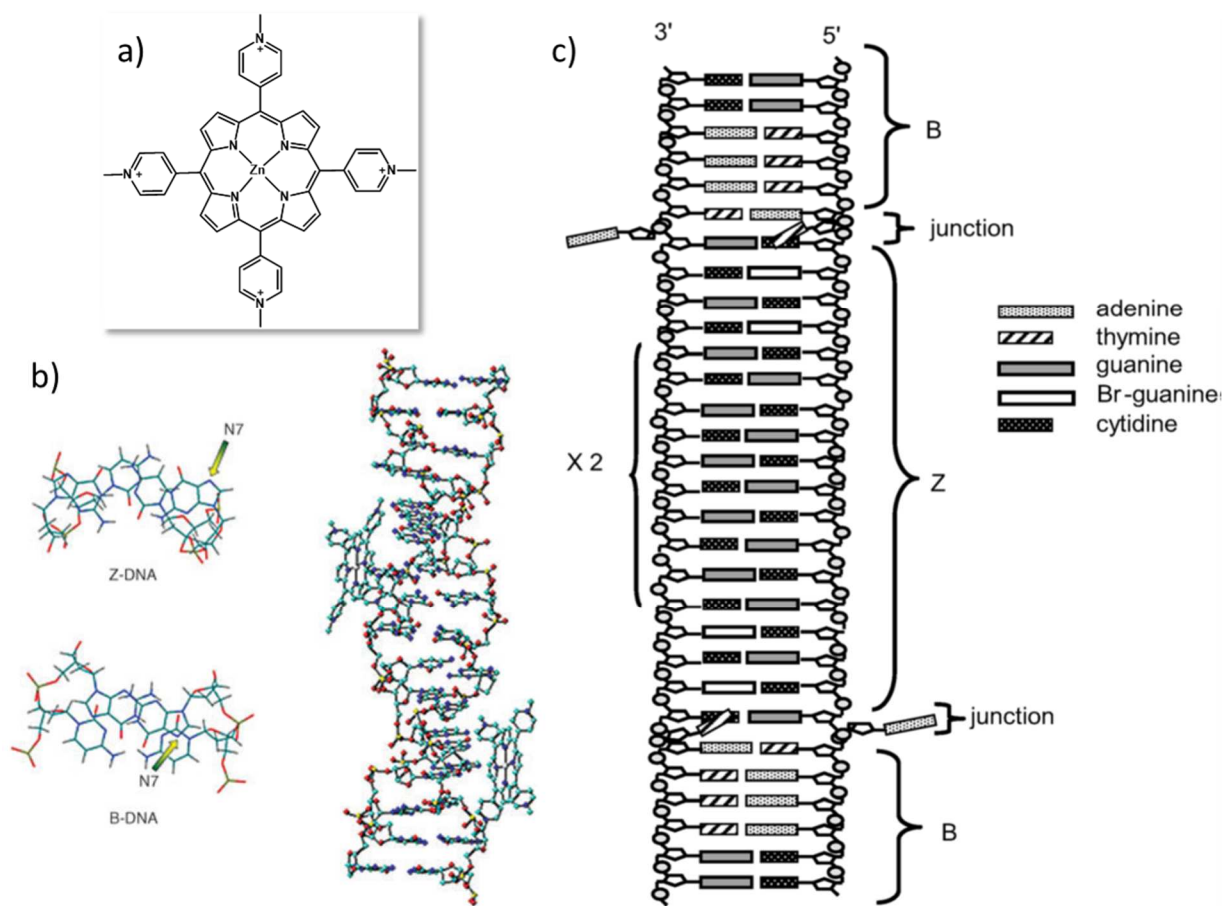 a)
N
+
N
+
N
N
Zn
N
N
N
+
N
+
b)
N7
Z-DNA
N7
B-DNA
c)
3'
5'
B
junction
Z
X 2
junction
B
adenine
thymine
guanine
Br-guanine
cytidine